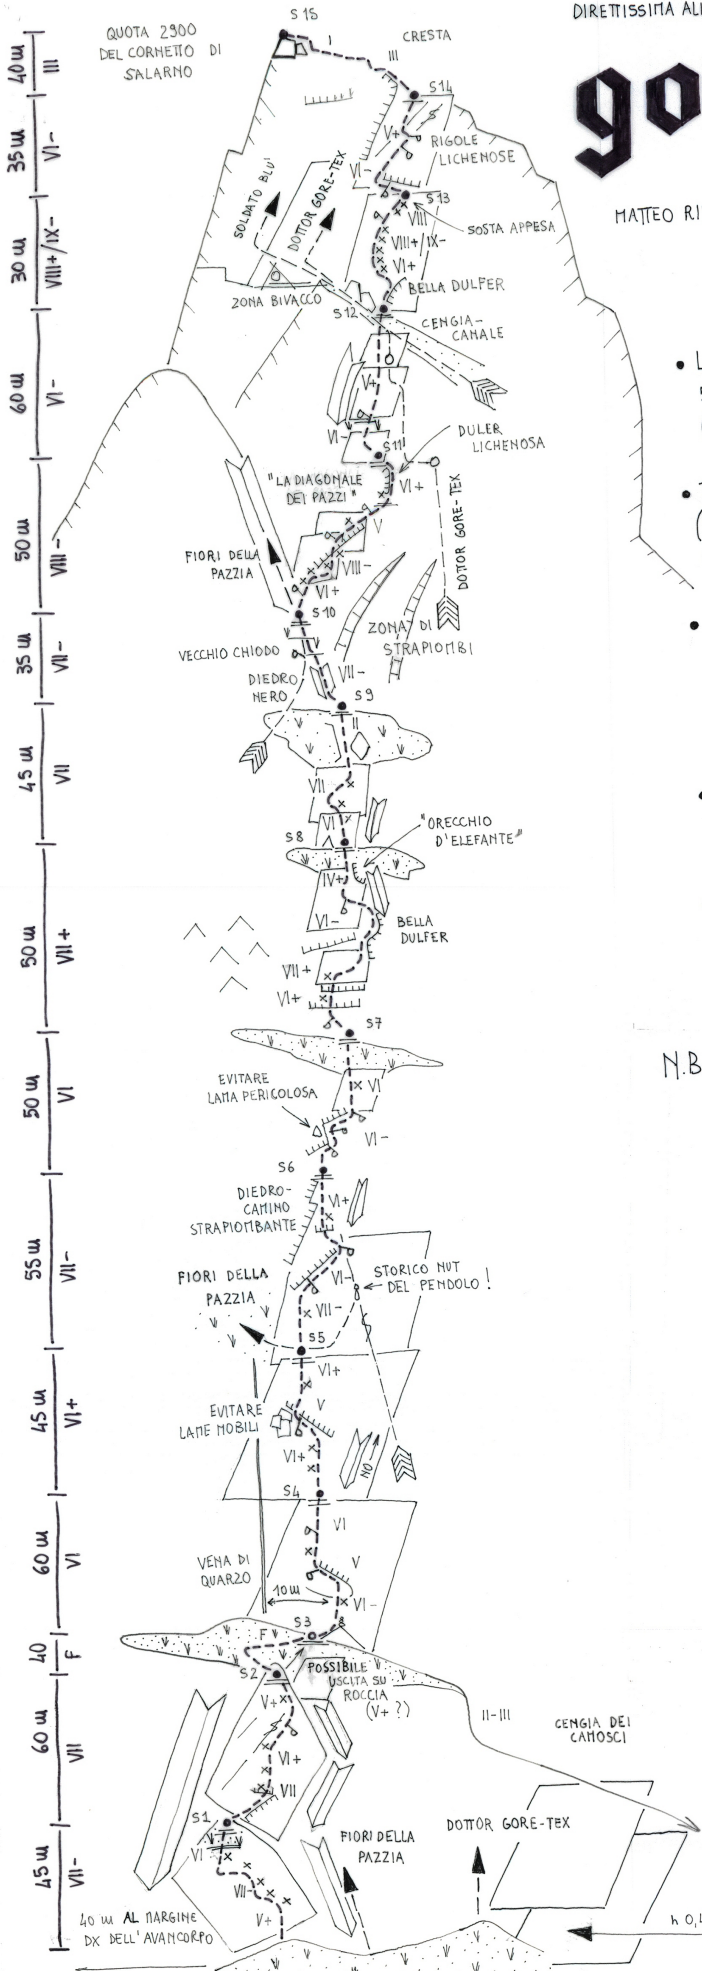 DIRETTISSIMA AL
go
MATTEO RI
N.B
S15
QUOTA 2900
DEL CORNETTO DI
SALARNO
I
III
CRESTA
S14
V+
RIGOLE
LICHENOSE
VI-
S13
SOSTA APPESA
VIII
VIII+/IX-
VI+
SOLDATO BLU'
DOTTOR GORE-TEX
ZONA BIVACCO
BELLA DULFER
S12
CENGIA-
CANALE
V+
VI-
S11
DULFER
LICHENOSA
VI+
"LA DIAGONALE
DEI PAZZI"
V
VIII-
VI+
DOTTOR GORE-TEX
FIORI DELLA
PAZZIA
S10
ZONA DI
STRAPIOMBI
VECCHIO CHIODO
VII-
DIEDRO
NERO
S9
II
VII
VI
S8
"ORECCHIO
D'ELEFANTE"
IV+
VI-
BELLA
DULFER
VII+
VI+
S7
EVITARE
LAMA PERICOLOSA
VI
VI-
S6
DIEDRO-
CAMINO
STRAPIOMBANTE
VI+
FIORI DELLA
PAZZIA
VI-
STORICO NUT
DEL PENDOLO!
VII-
S5
VI+
EVITARE
LAME MOBILI
V
VI+
NO
S4
VI
VENA DI
QUARZO
V
10 m
VI-
S3
F
S2
POSSIBILE
USCITA SU
ROCCIA
(V+ ?)
V+
II-III
CENGIA DEI
CAMOSCI
VI+
VII
S1
VI
FIORI DELLA
PAZZIA
DOTTOR GORE-TEX
VII-
V+
40 m AL MARGINE
DX DELL'AVANCORPO
h 0,4
40 m III
35 m VI-
30 m VIII+/IX-
60 m VI-
50 m VIII-
35 m VII-
45 m VII
50 m VII+
50 m VI
55 m VII-
45 m VI+
60 m VI
40 F
60 m VII
45 m VII-